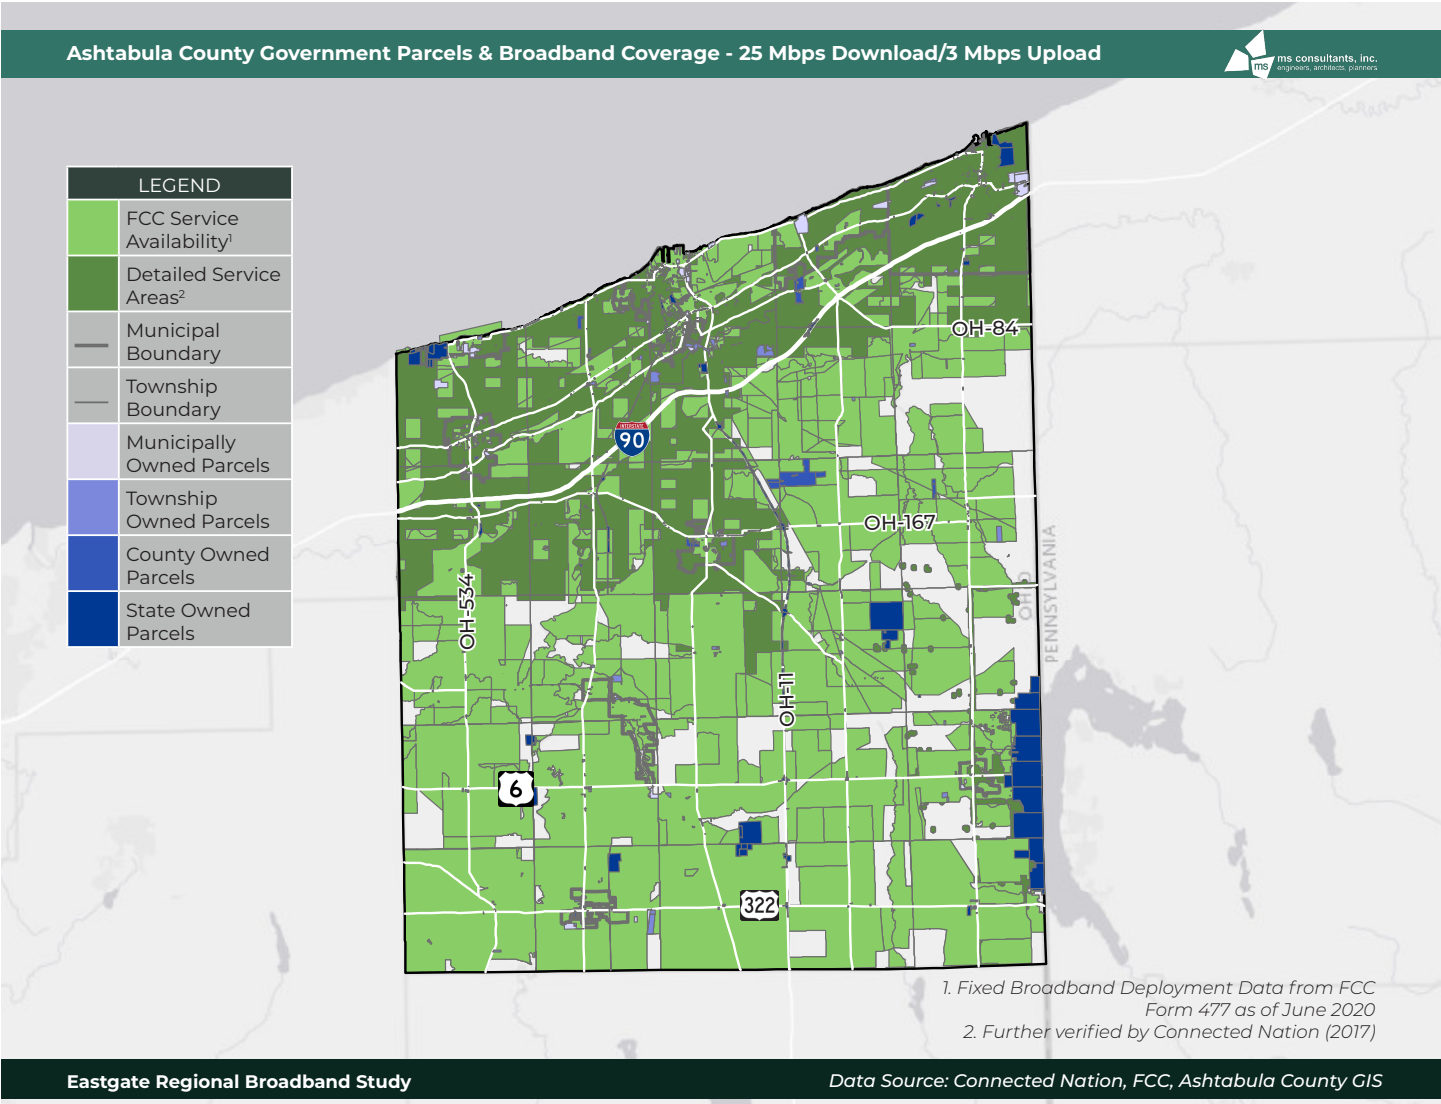 Ashtabula County Government Parcels & Broadband Coverage - 25 Mbps Download/3 Mbps Upload
ms
ms consultants, inc.
engineers, architects, planners
LEGEND
FCC Service
Availability¹
Detailed Service
Areas²
Municipal
Boundary
Township
Boundary
Municipally
Owned Parcels
Township
Owned Parcels
County Owned
Parcels
State Owned
Parcels
OH-84
INTERSTATE
90
OH-167
OH-534
OHIO
PENNSYLVANIA
OH-11
6
322
1. Fixed Broadband Deployment Data from FCC
Form 477 as of June 2020
2. Further verified by Connected Nation (2017)
Eastgate Regional Broadband Study
Data Source: Connected Nation, FCC, Ashtabula County GIS